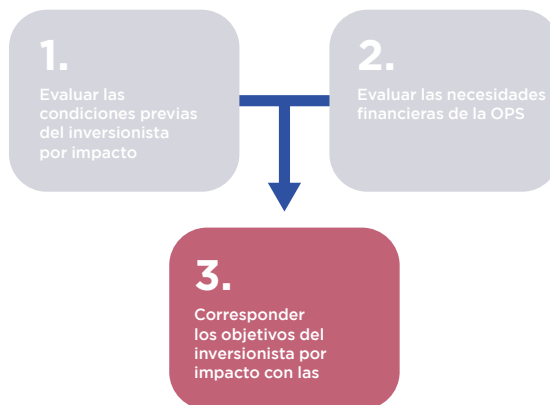 1.
Evaluar las
condiciones previas
del inversionista
por impacto
2.
Evaluar las necesidades
financieras de la OPS
3.
Corresponder
los objetivos del
inversionista por
impacto con las